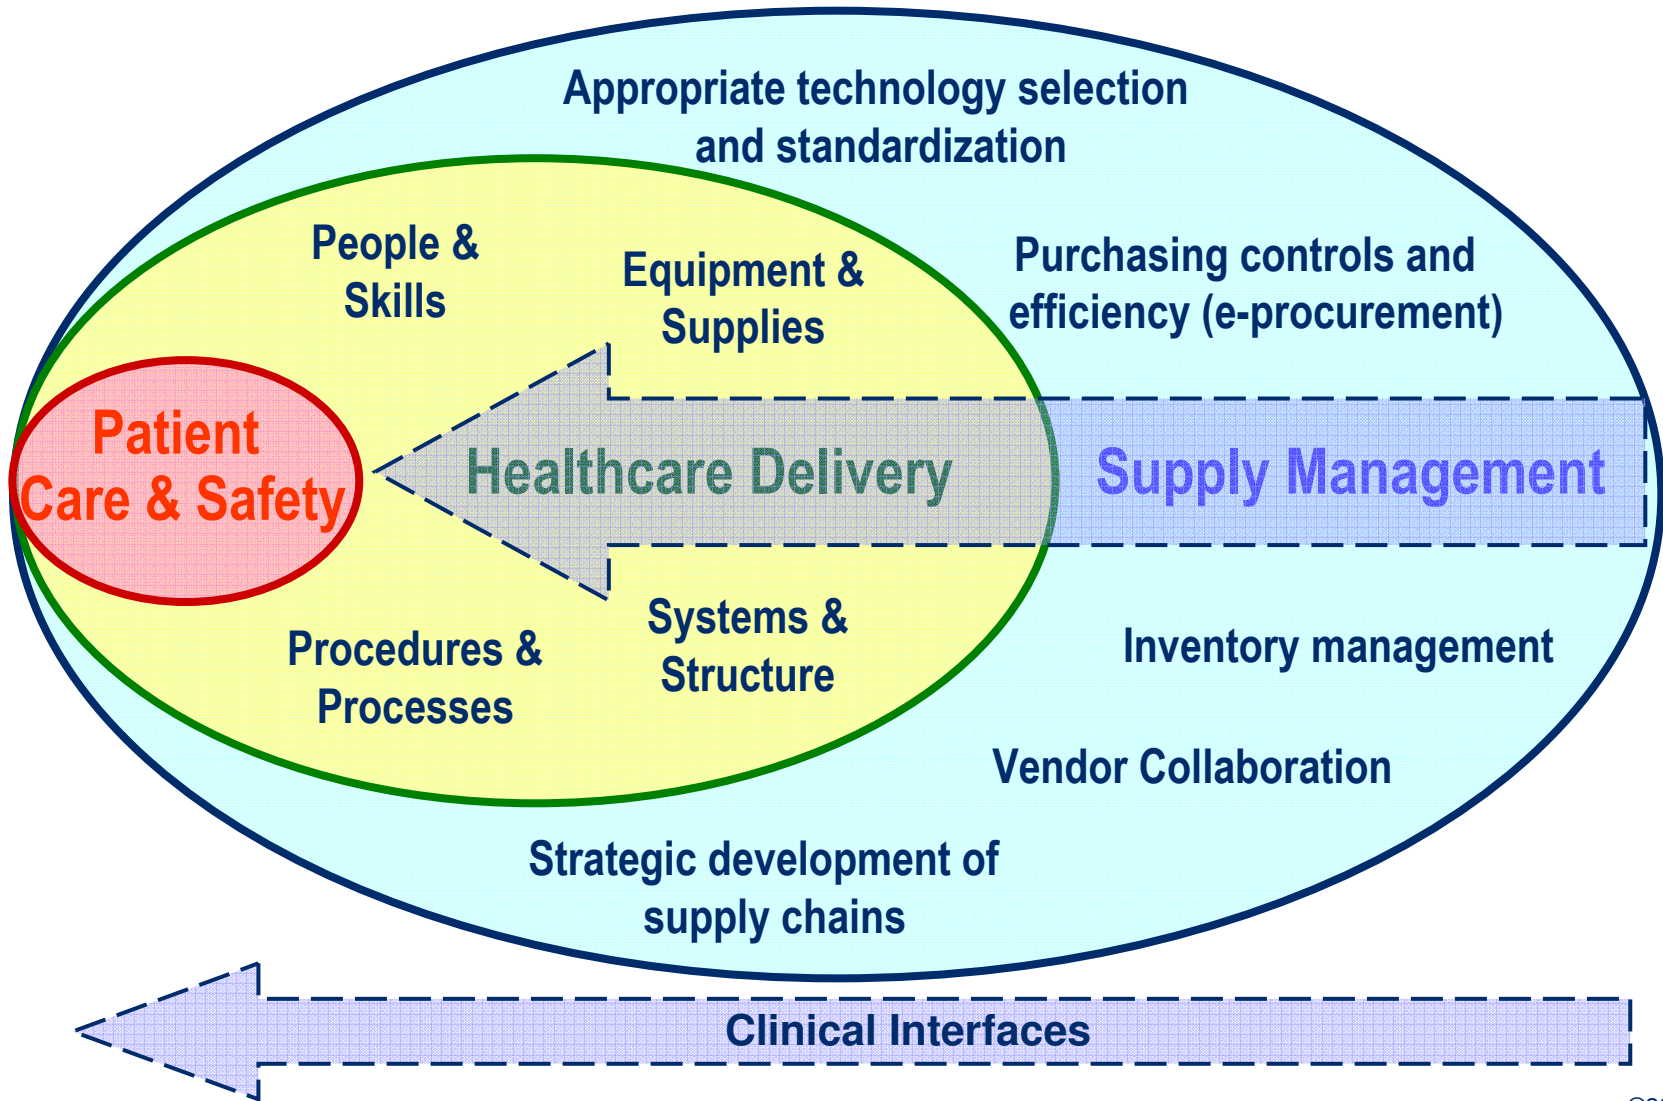 Appropriate technology selection
and standardization
People &
Skills
Equipment &
Supplies
Purchasing controls and
efficiency (e-procurement)
Patient
Care & Safety
Healthcare Delivery
Supply Management
Procedures &
Processes
Systems &
Structure
Inventory management
Vendor Collaboration
Strategic development of
supply chains
Clinical Interfaces